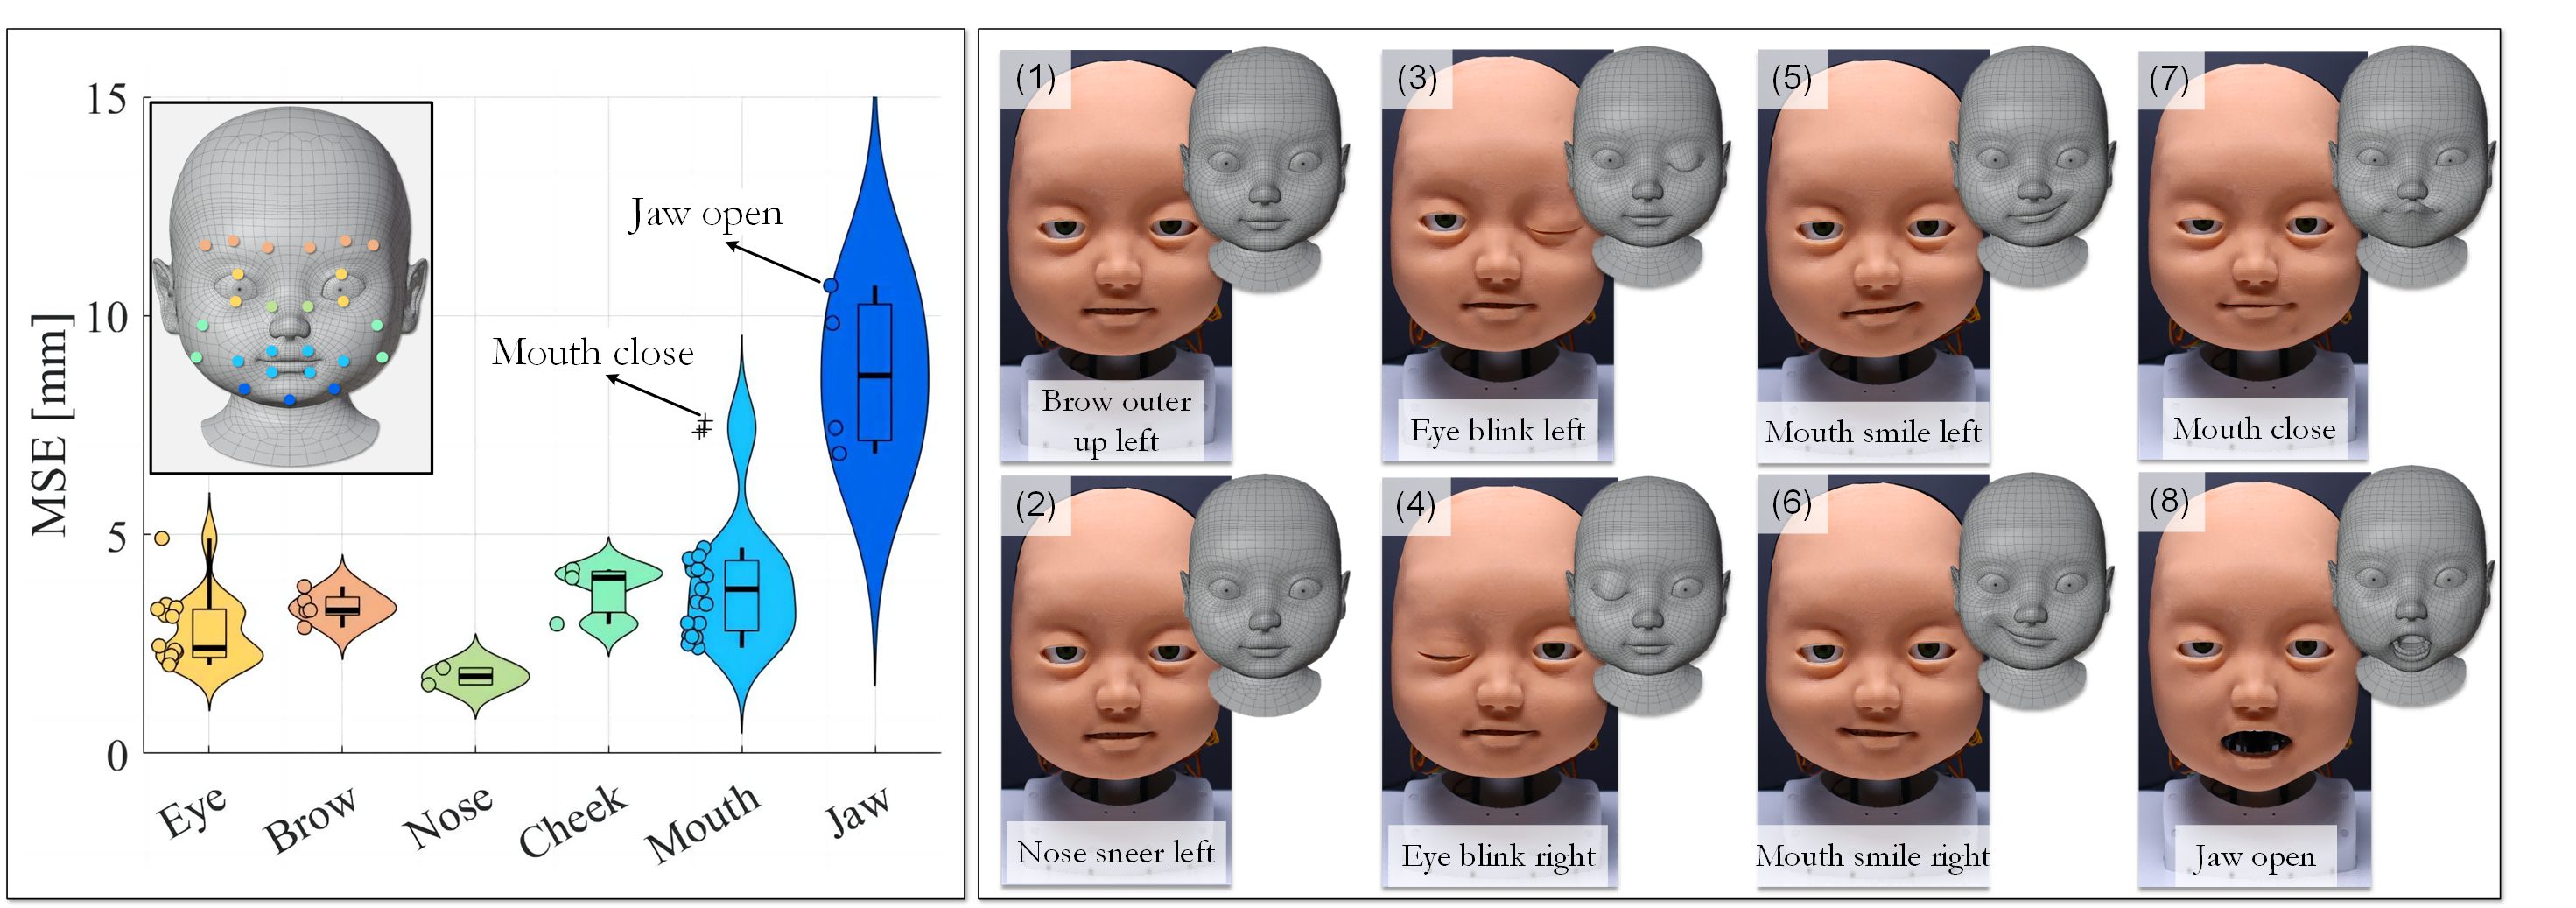 15
10
5
0
MSE [mm]
Jaw open
Mouth close
Eye
Brow
Nose
Cheek
Mouth
Jaw
(1)
Brow outer
up left
(3)
Eye blink left
(5)
Mouth smile left
(7)
Mouth close
(2)
Nose sneer left
(4)
Eye blink right
(6)
Mouth smile right
(8)
Jaw open